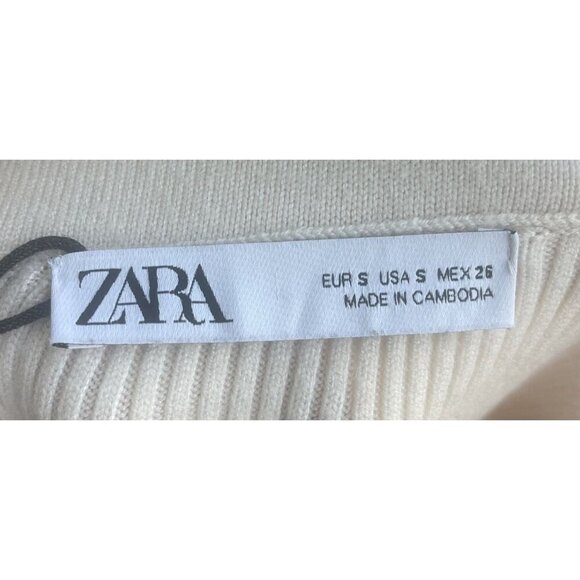 ZARA
EUR S USA S MEX 26
MADE IN CAMBODIA